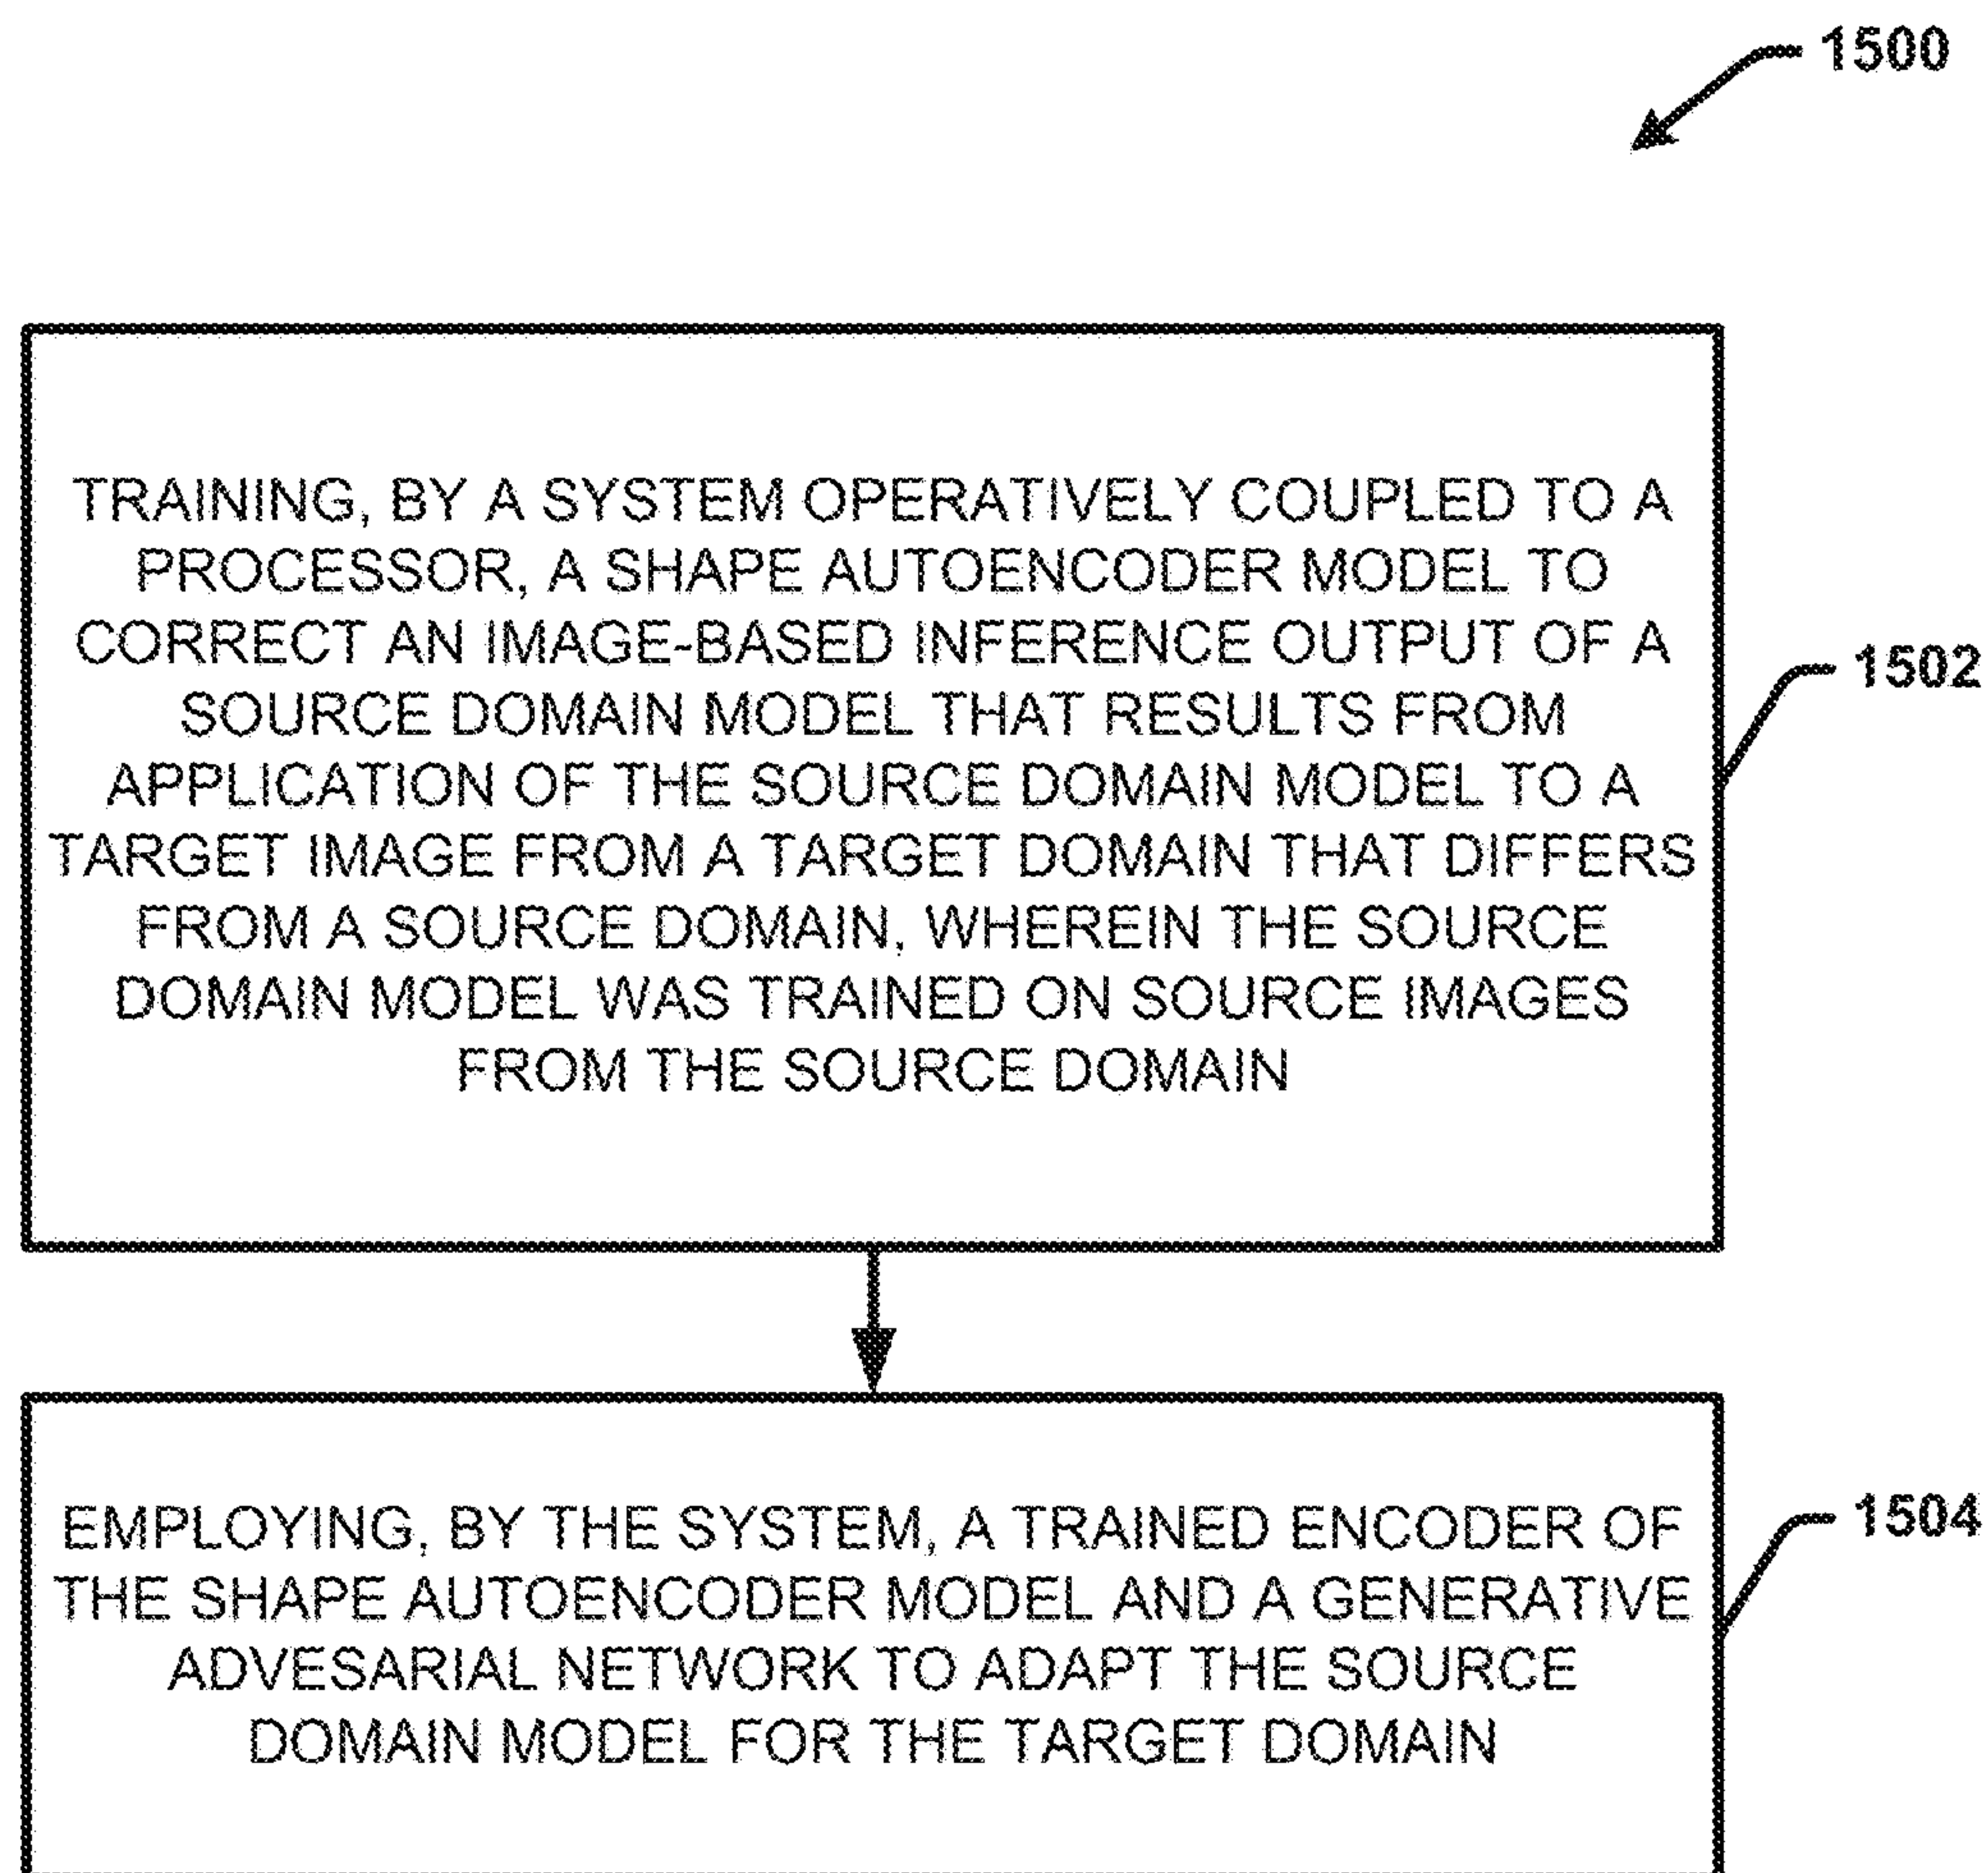 1500
TRAINING, BY A SYSTEM OPERATIVELY COUPLED TO A
PROCESSOR, A SHAPE AUTOENCODER MODEL TO
CORRECT AN IMAGE-BASED INFERENCE OUTPUT OF A
SOURCE DOMAIN MODEL THAT RESULTS FROM
APPLICATION OF THE SOURCE DOMAIN MODEL TO A
TARGET IMAGE FROM A TARGET DOMAIN THAT DIFFERS
FROM A SOURCE DOMAIN, WHEREIN THE SOURCE
DOMAIN MODEL WAS TRAINED ON SOURCE IMAGES
FROM THE SOURCE DOMAIN
1502
EMPLOYING, BY THE SYSTEM, A TRAINED ENCODER OF
THE SHAPE AUTOENCODER MODEL AND A GENERATIVE
ADVESARIAL NETWORK TO ADAPT THE SOURCE
DOMAIN MODEL FOR THE TARGET DOMAIN
1504